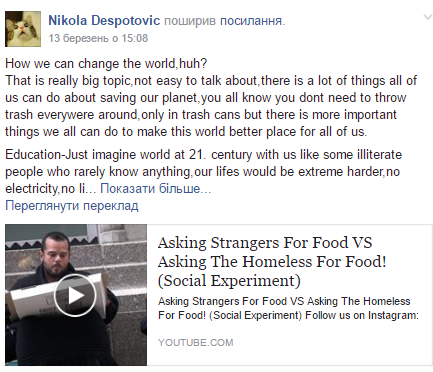 Nikola Despotovic поширив посилання.
13 березень о 15:08
How we can change the world,huh?
That is really big topic,not easy to talk about,there is a lot of things all of
us can do about saving our planet,you all know you dont need to throw
trash everywere around,only in trash cans but there is more important
things we all can do to make this world better place for all of us.
Education-Just imagine world at 21. century with us like some illiterate
people who rarely know anything,our lifes would be extreme harder,no
electricity,no li... Показати більше...
Переглянути переклад
Asking Strangers For Food VS
Asking The Homeless For Food!
(Social Experiment)
Asking Strangers For Food VS Asking The Homeless
For Food! (Social Experiment) Follow us on Instagram:
YOUTUBE.COM